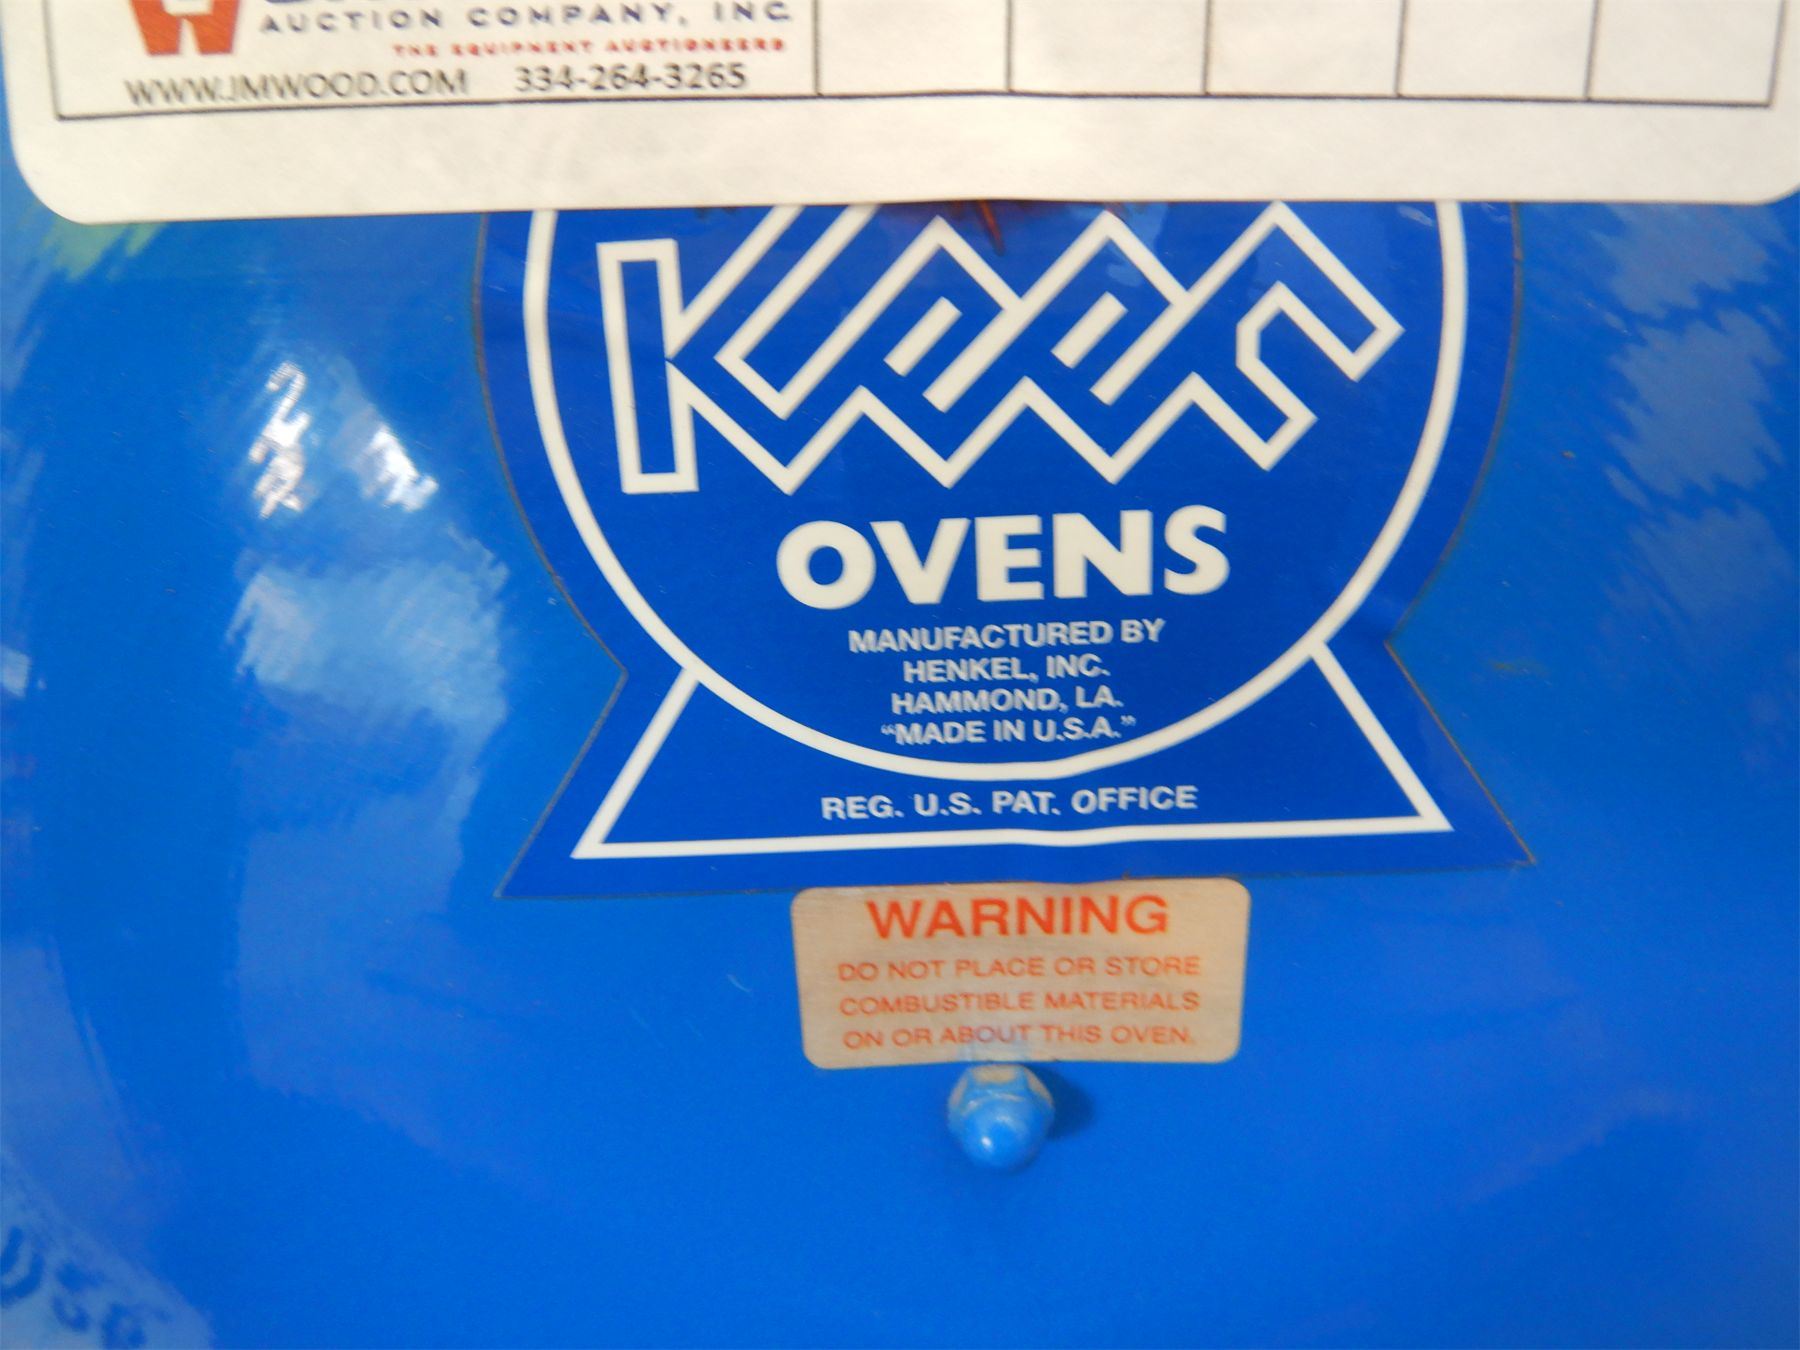 AUCTION COMPANY, INC
THE EQUIPMENT AUCTIONEERS
WWW.JMWOOD.COM 334-264-3265
Keen
OVENS
MANUFACTURED BY
HENKEL, INC.
HAMMOND, LA.
“MADE IN U.S.A.”
REG. U.S. PAT. OFFICE
WARNING
DO NOT PLACE OR STORE
COMBUSTIBLE MATERIALS
ON OR ABOUT THIS OVEN.